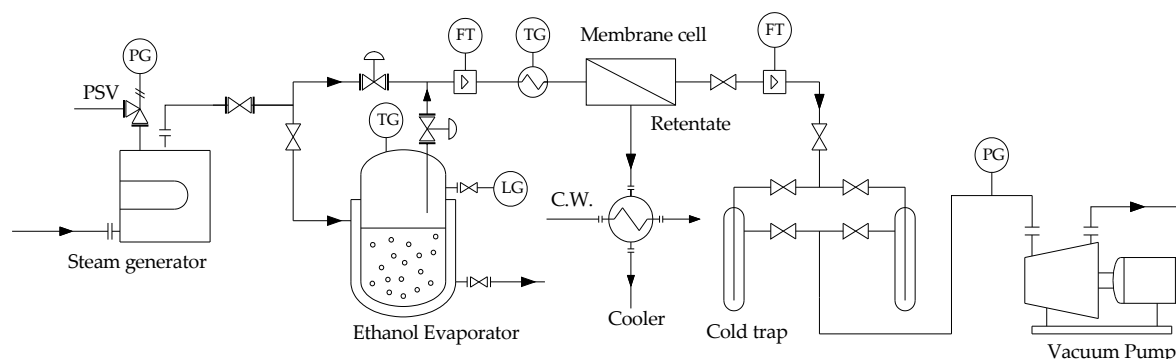 FT
TG
Membrane cell
FT
PG
PSV
TG
Retentate
PG
LG
C.W.
Steam generator
Ethanol Evaporator
Cooler
Cold trap
Vacuum Pump